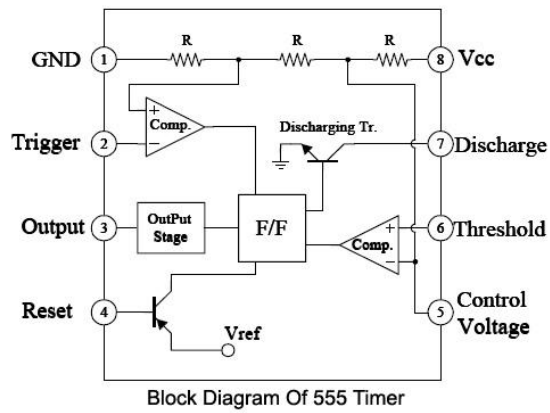 GND
1
R
R
R
8
Vcc
+
Comp.
−
Trigger
2
Discharging Tr.
7
Discharge
Output
3
OutPut
Stage
F/F
+
Comp.
−
6
Threshold
Reset
4
Vref
5
Control
Voltage
Block Diagram Of 555 Timer